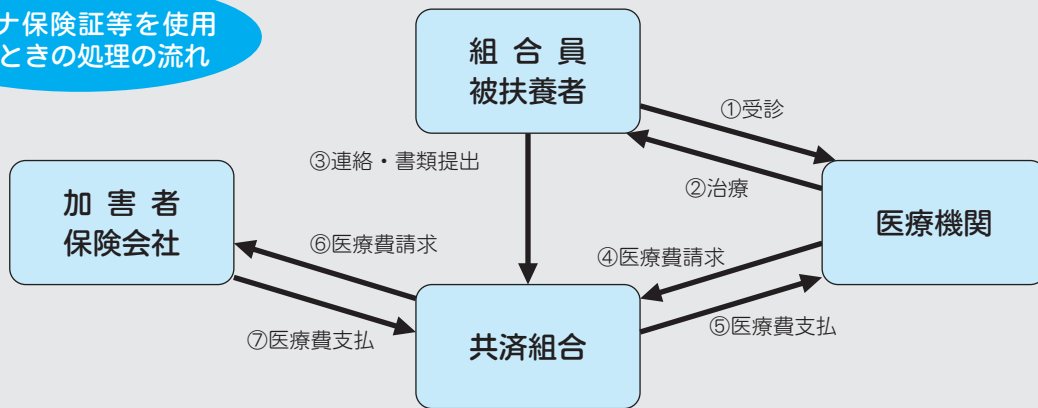 ナ保険証等を使用
ときの処理の流れ
組合員
被扶養者
①受診
③連絡・書類提出
②治療
加害者
保険会社
医療機関
⑥医療費請求
④医療費請求
⑦医療費支払
共済組合
⑤医療費支払